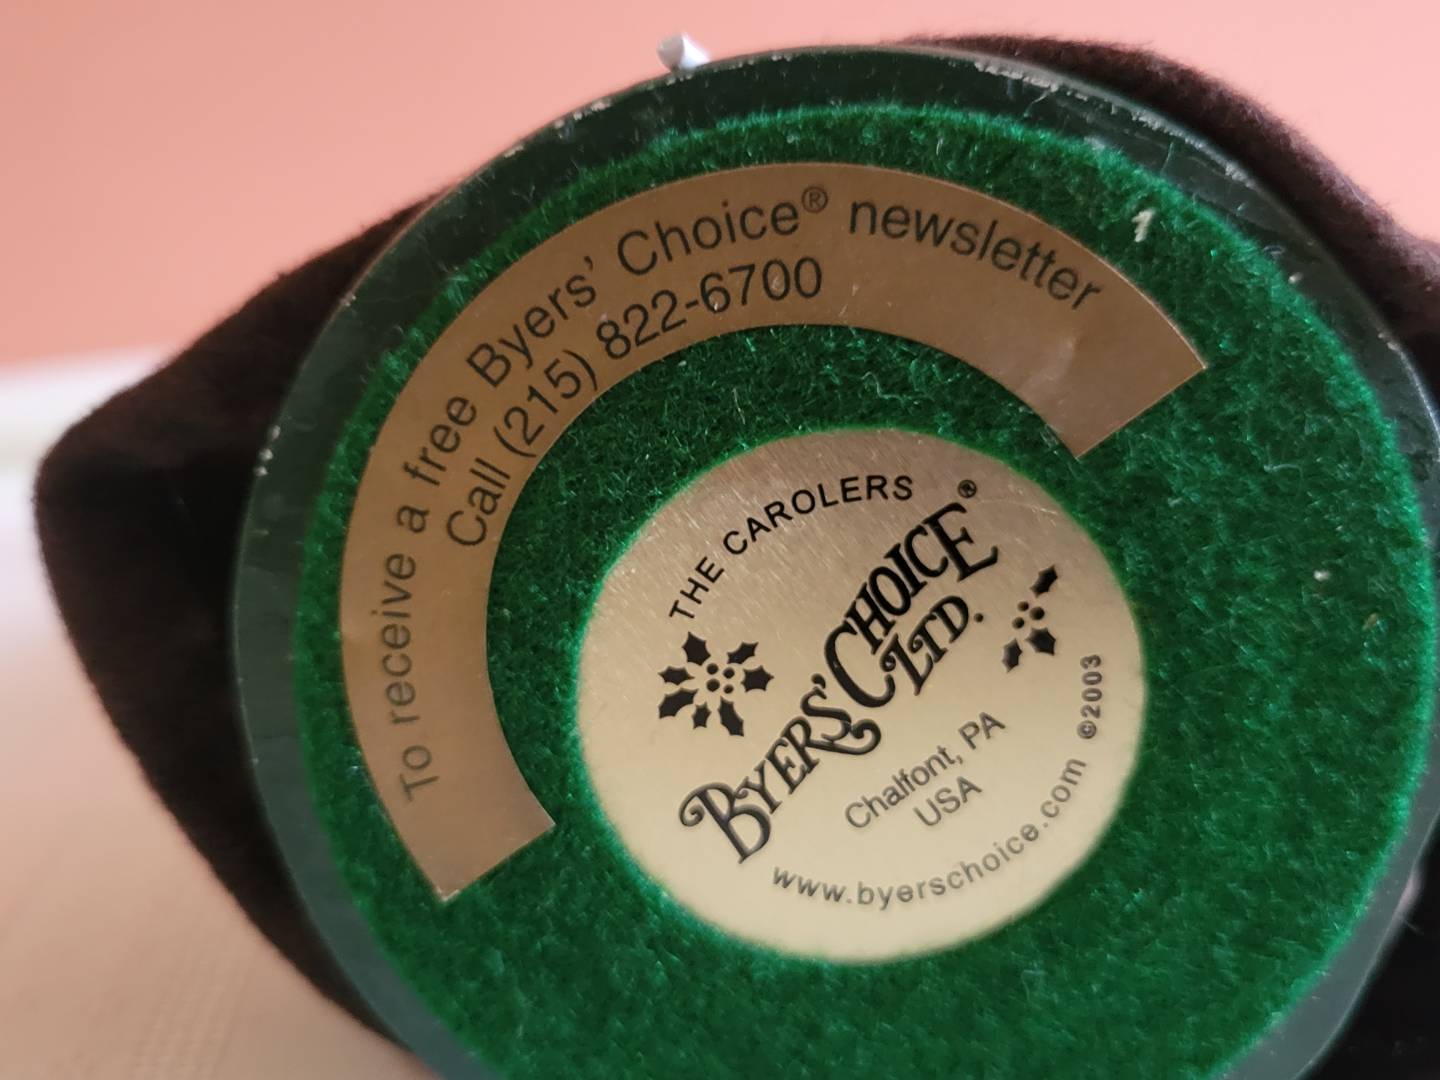 To receive a free Byers' Choice® newsletter
Call (215) 822-6700
THE CAROLERS®
BYERS' CHOICE
LTD.
Chalfont, PA
USA
www.byerschoice.com ©2003
1